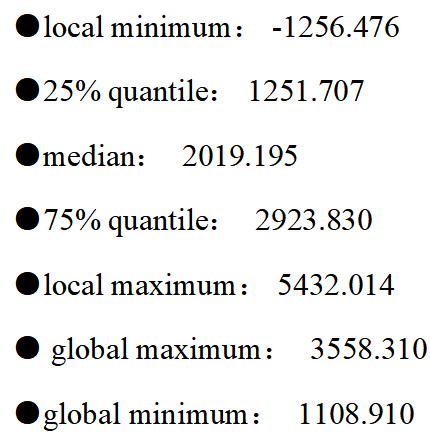 ●local minimum： -1256.476
●25% quantile： 1251.707
●median： 2019.195
●75% quantile： 2923.830
●local maximum： 5432.014
● global maximum： 3558.310
●global minimum： 1108.910